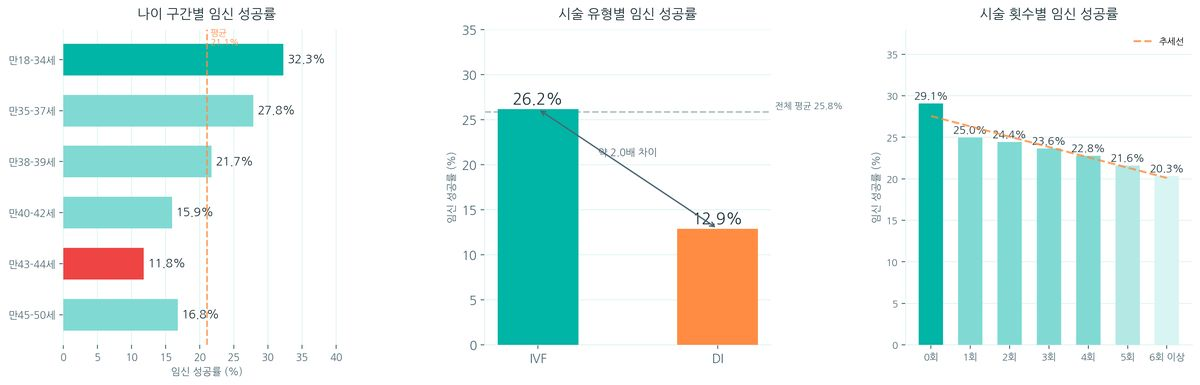 나이 구간별 임신 성공률
평균
21.1%
만18-34세
32.3%
만35-37세
27.8%
만38-39세
21.7%
만40-42세
15.9%
만43-44세
11.8%
만45-50세
16.8%
0 5 10 15 20 25 30 35 40
임신 성공률 (%)
시술 유형별 임신 성공률
35
30
25
20
15
10
5
0
임신 성공률 (%)
26.2%
전체 평균 25.8%
약 2.0배 차이
12.9%
IVF DI
시술 횟수별 임신 성공률
추세선
35
30
25
20
15
10
5
0
임신 성공률 (%)
29.1%
25.0%
24.4%
23.6%
22.8%
21.6%
20.3%
0회 1회 2회 3회 4회 5회 6회 이상